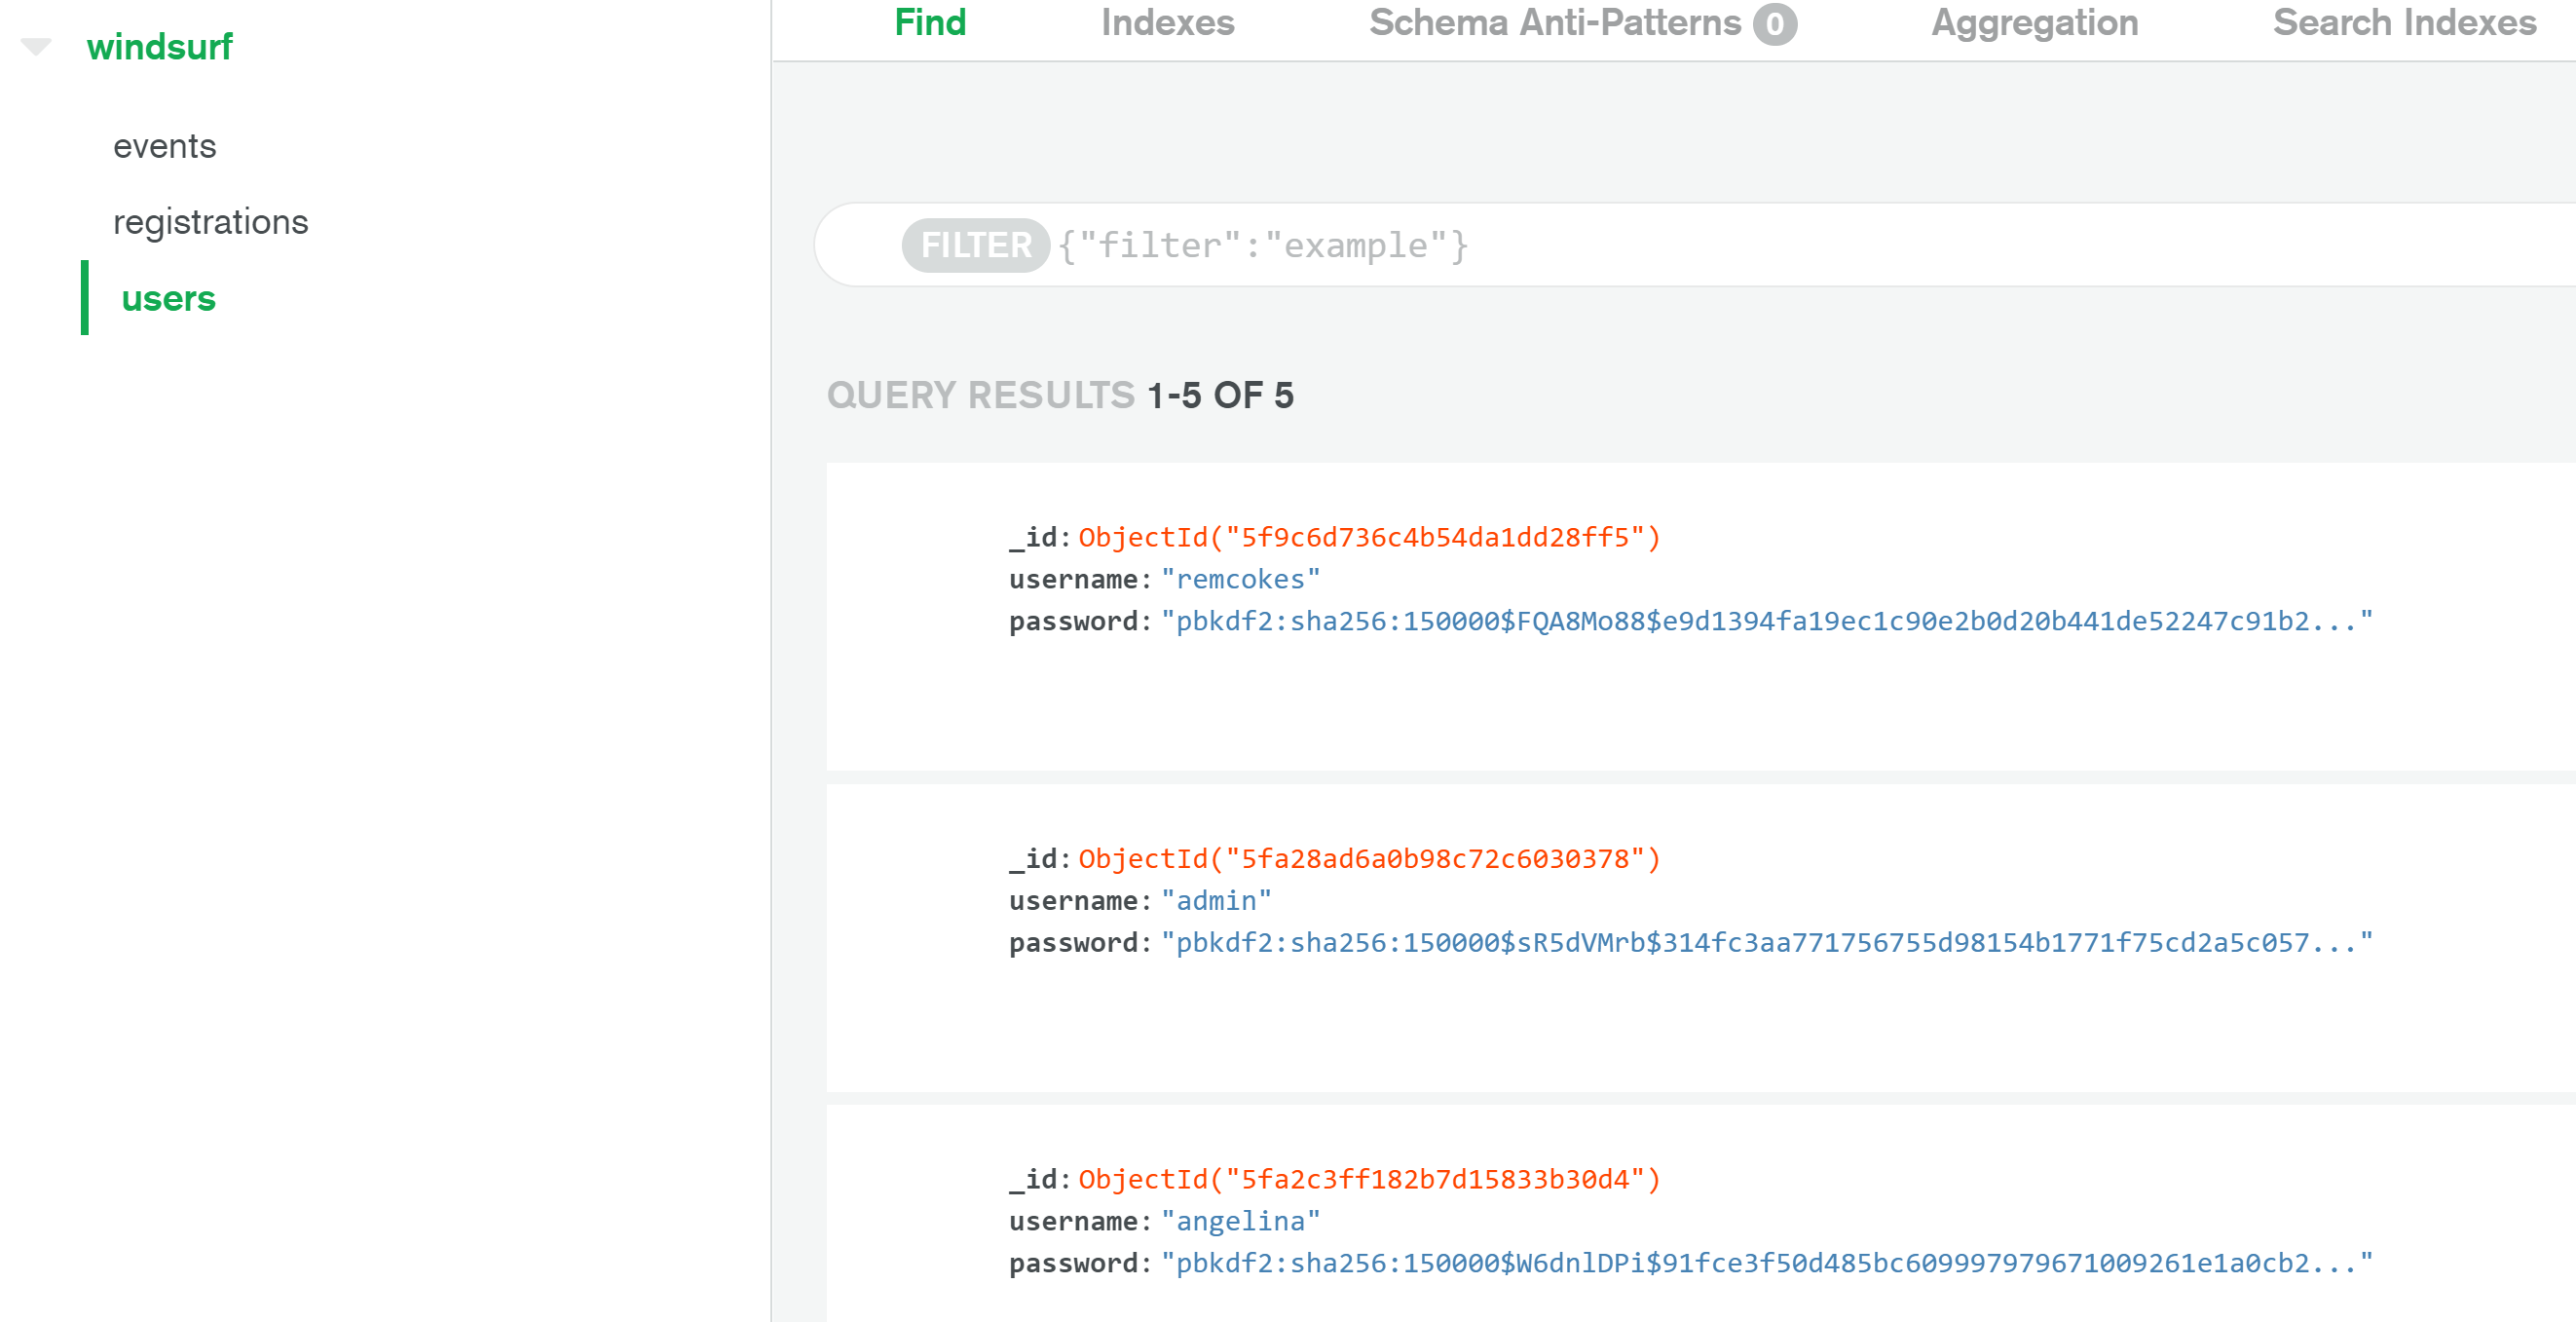 windsurf
events
registrations
users
Find Indexes Schema Anti-Patterns 0 Aggregation Search Indexes
FILTER {"filter":"example"}
QUERY RESULTS 1-5 OF 5
_id: ObjectId("5f9c6d736c4b54da1dd28ff5")
username: "remcokes"
password: "pbkdf2:sha256:150000$FQA8Mo88$e9d1394fa19ec1c90e2b0d20b441de52247c91b2..."
_id: ObjectId("5fa28ad6a0b98c72c6030378")
username: "admin"
password: "pbkdf2:sha256:150000$sR5dVMrb$314fc3aa771756755d98154b1771f75cd2a5c057..."
_id: ObjectId("5fa2c3ff182b7d15833b30d4")
username: "angelina"
password: "pbkdf2:sha256:150000$W6dnlDPi$91fce3f50d485bc609997979671009261e1a0cb2..."